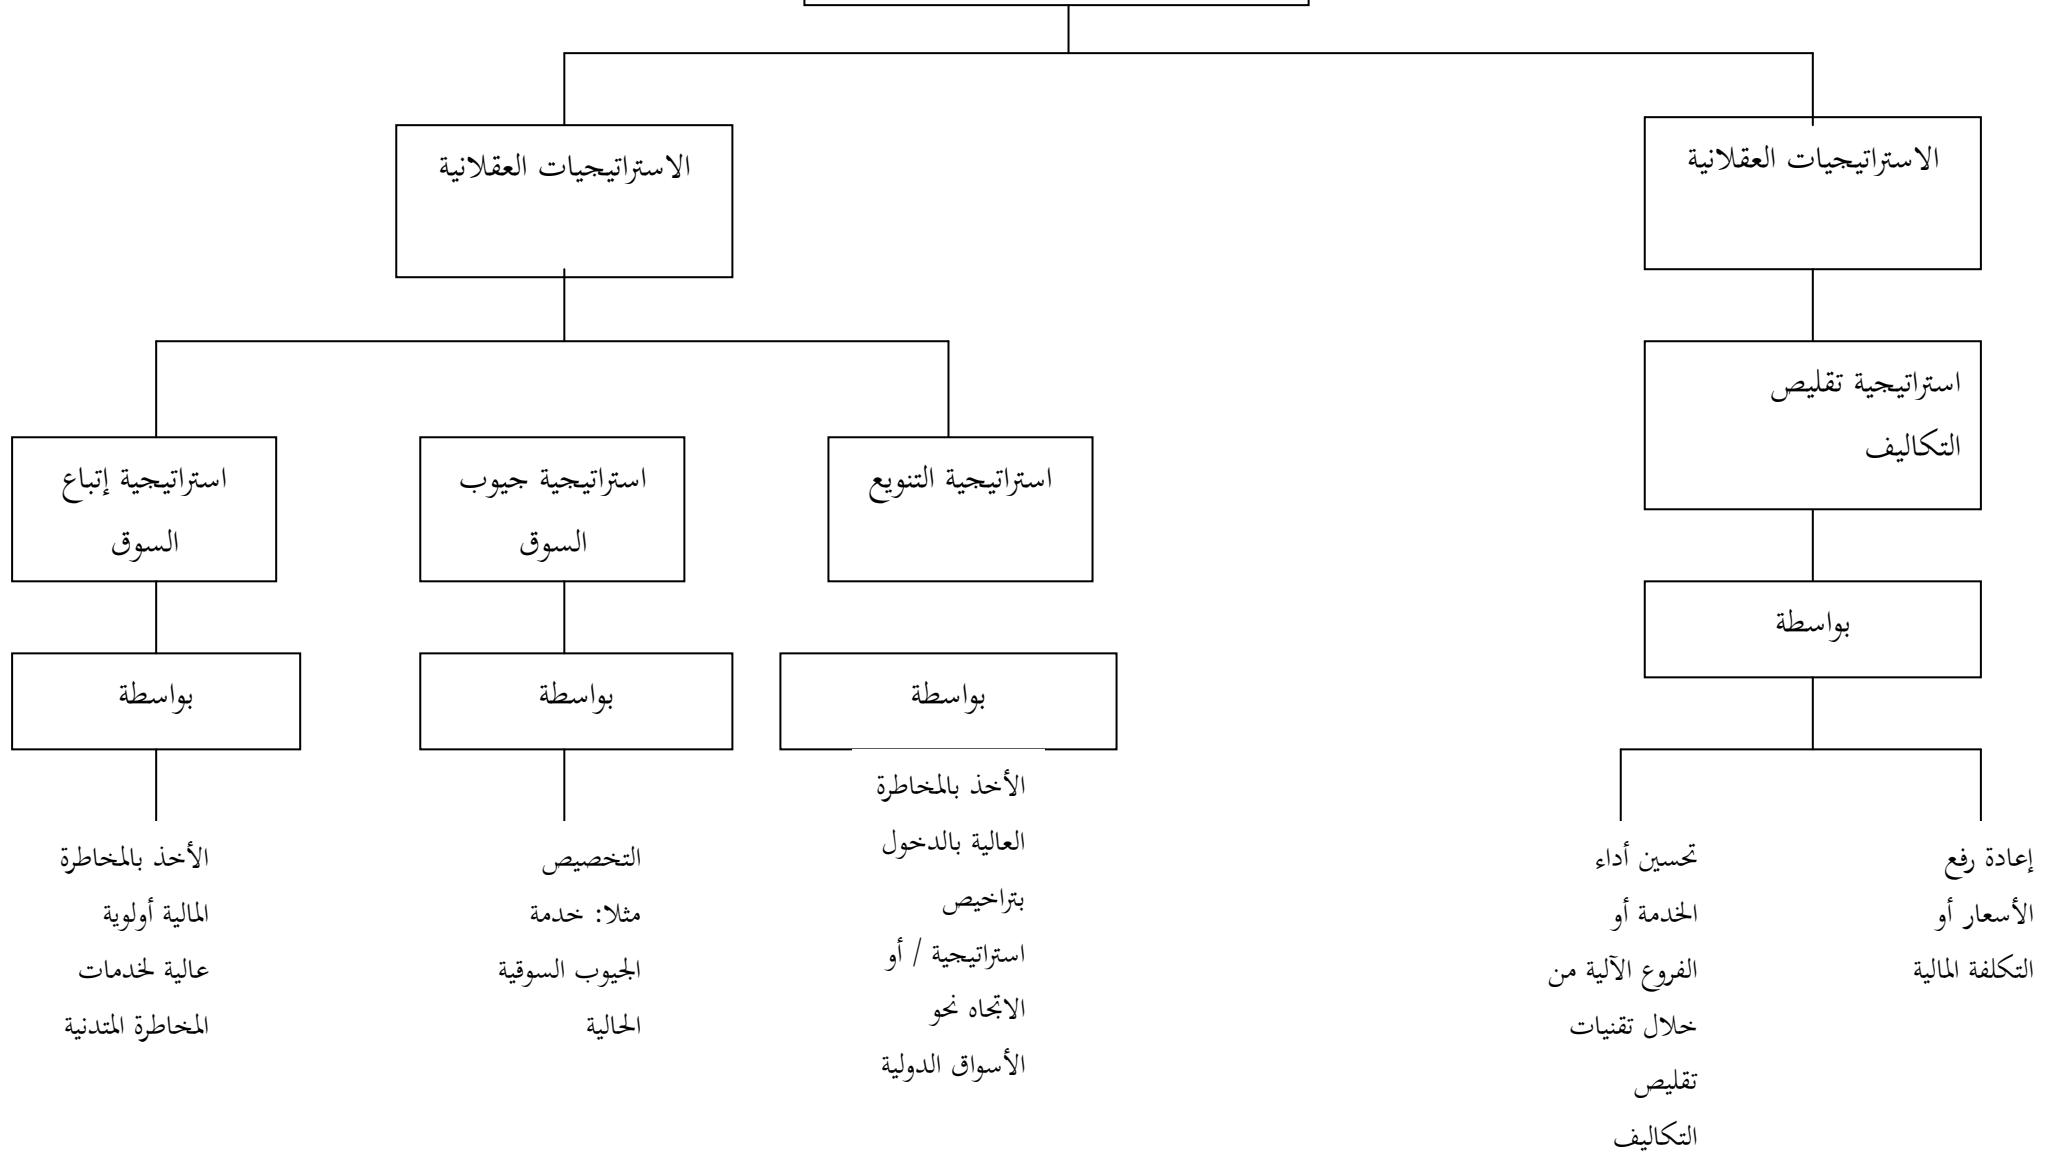 الاستراتيجيات العقلانية
الاستراتيجيات العقلانية
استراتيجية تقليص
التكاليف
استراتيجية التنويع
استراتيجية جيوب
السوق
استراتيجية إتباع
السوق
بواسطة
بواسطة
بواسطة
بواسطة
إعادة رفع
الأسعار أو
التكلفة المالية
تحسين أداء
الخدمة أو
الفروع الآلية من
خلال تقنيات
تقليص
التكاليف
الأخذ بالمخاطرة
العالية بالدخول
بتراخيص
استراتيجية / أو
الاتجاه نحو
الأسواق الدولية
التخصيص
مثلا: خدمة
الجيوب السوقية
الحالية
الأخذ بالمخاطرة
المالية أولوية
عالية لخدمات
المخاطرة المتدنية